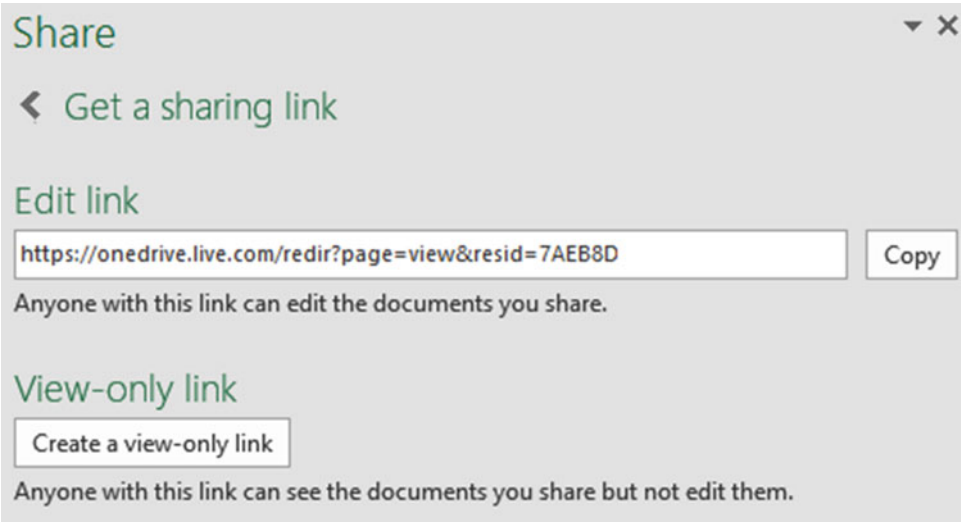 Share
Get a sharing link
Edit link
https://onedrive.live.com/redir?page=view&resid=7AEB8D
Copy
Anyone with this link can edit the documents you share.
View-only link
Create a view-only link
Anyone with this link can see the documents you share but not edit them.